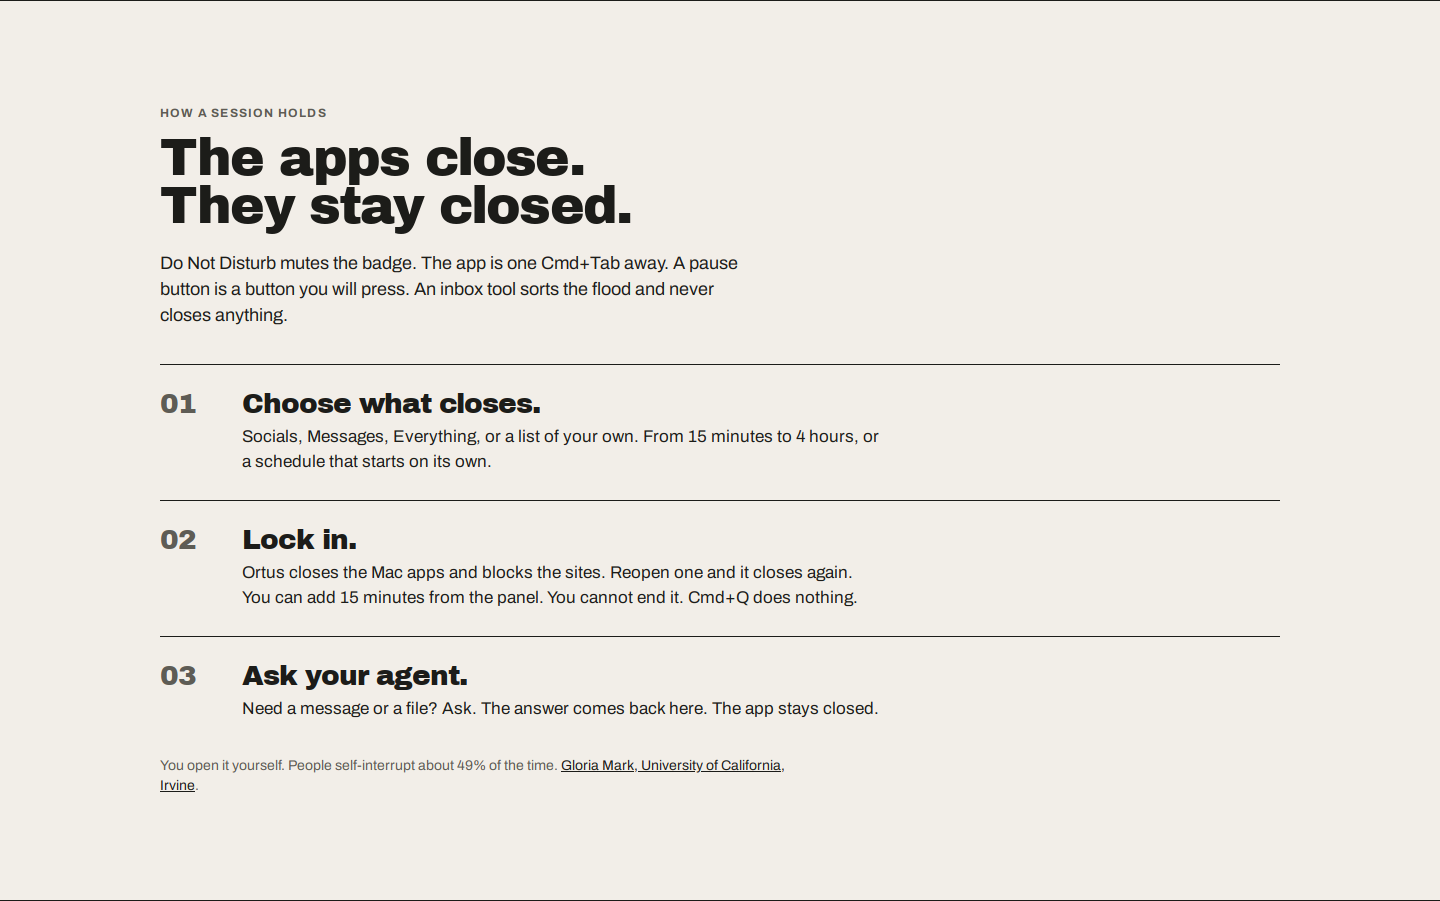 HOW A SESSION HOLDS
The apps close.
They stay closed.
Do Not Disturb mutes the badge. The app is one Cmd+Tab away. A pause
button is a button you will press. An inbox tool sorts the flood and never
closes anything.
01 Choose what closes.
Socials, Messages, Everything, or a list of your own. From 15 minutes to 4 hours, or
a schedule that starts on its own.
02 Lock in.
Ortus closes the Mac apps and blocks the sites. Reopen one and it closes again.
You can add 15 minutes from the panel. You cannot end it. Cmd+Q does nothing.
03 Ask your agent.
Need a message or a file? Ask. The answer comes back here. The app stays closed.
You open it yourself. People self-interrupt about 49% of the time. Gloria Mark, University of California,
Irvine.